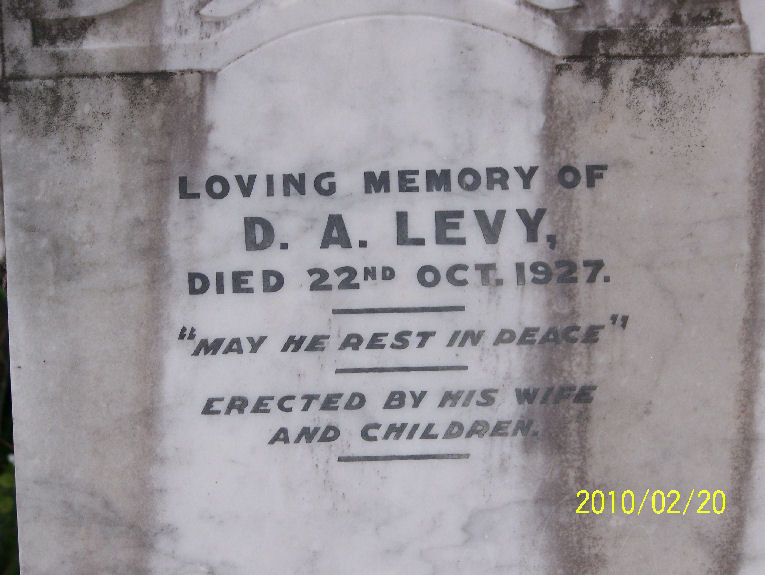 LOVING MEMORY OF
D. A. LEVY,
DIED 22ND OCT. 1927.
"MAY HE REST IN PEACE"
ERECTED BY HIS WIFE
AND CHILDREN.
2010/02/20